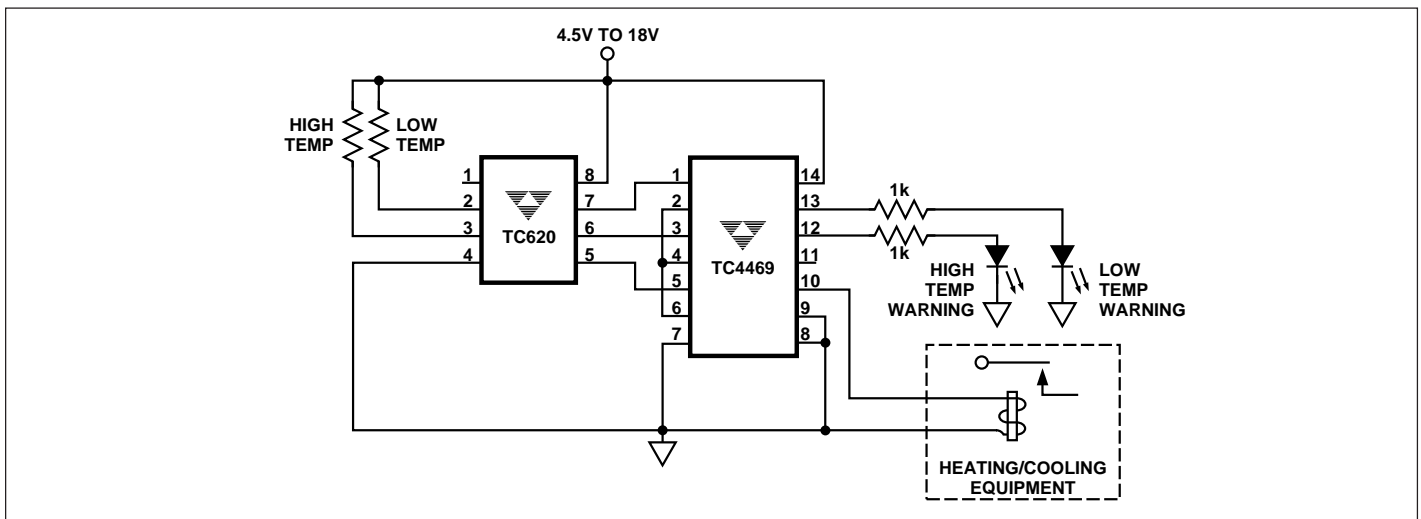 4.5V TO 18V
HIGH
TEMP
LOW
TEMP
1
2
3
4
8
7
6
5
TC620
1
2
3
4
5
6
7
14
13
12
11
10
9
8
TC4469
1k
1k
HIGH
TEMP
WARNING
LOW
TEMP
WARNING
HEATING/COOLING
EQUIPMENT